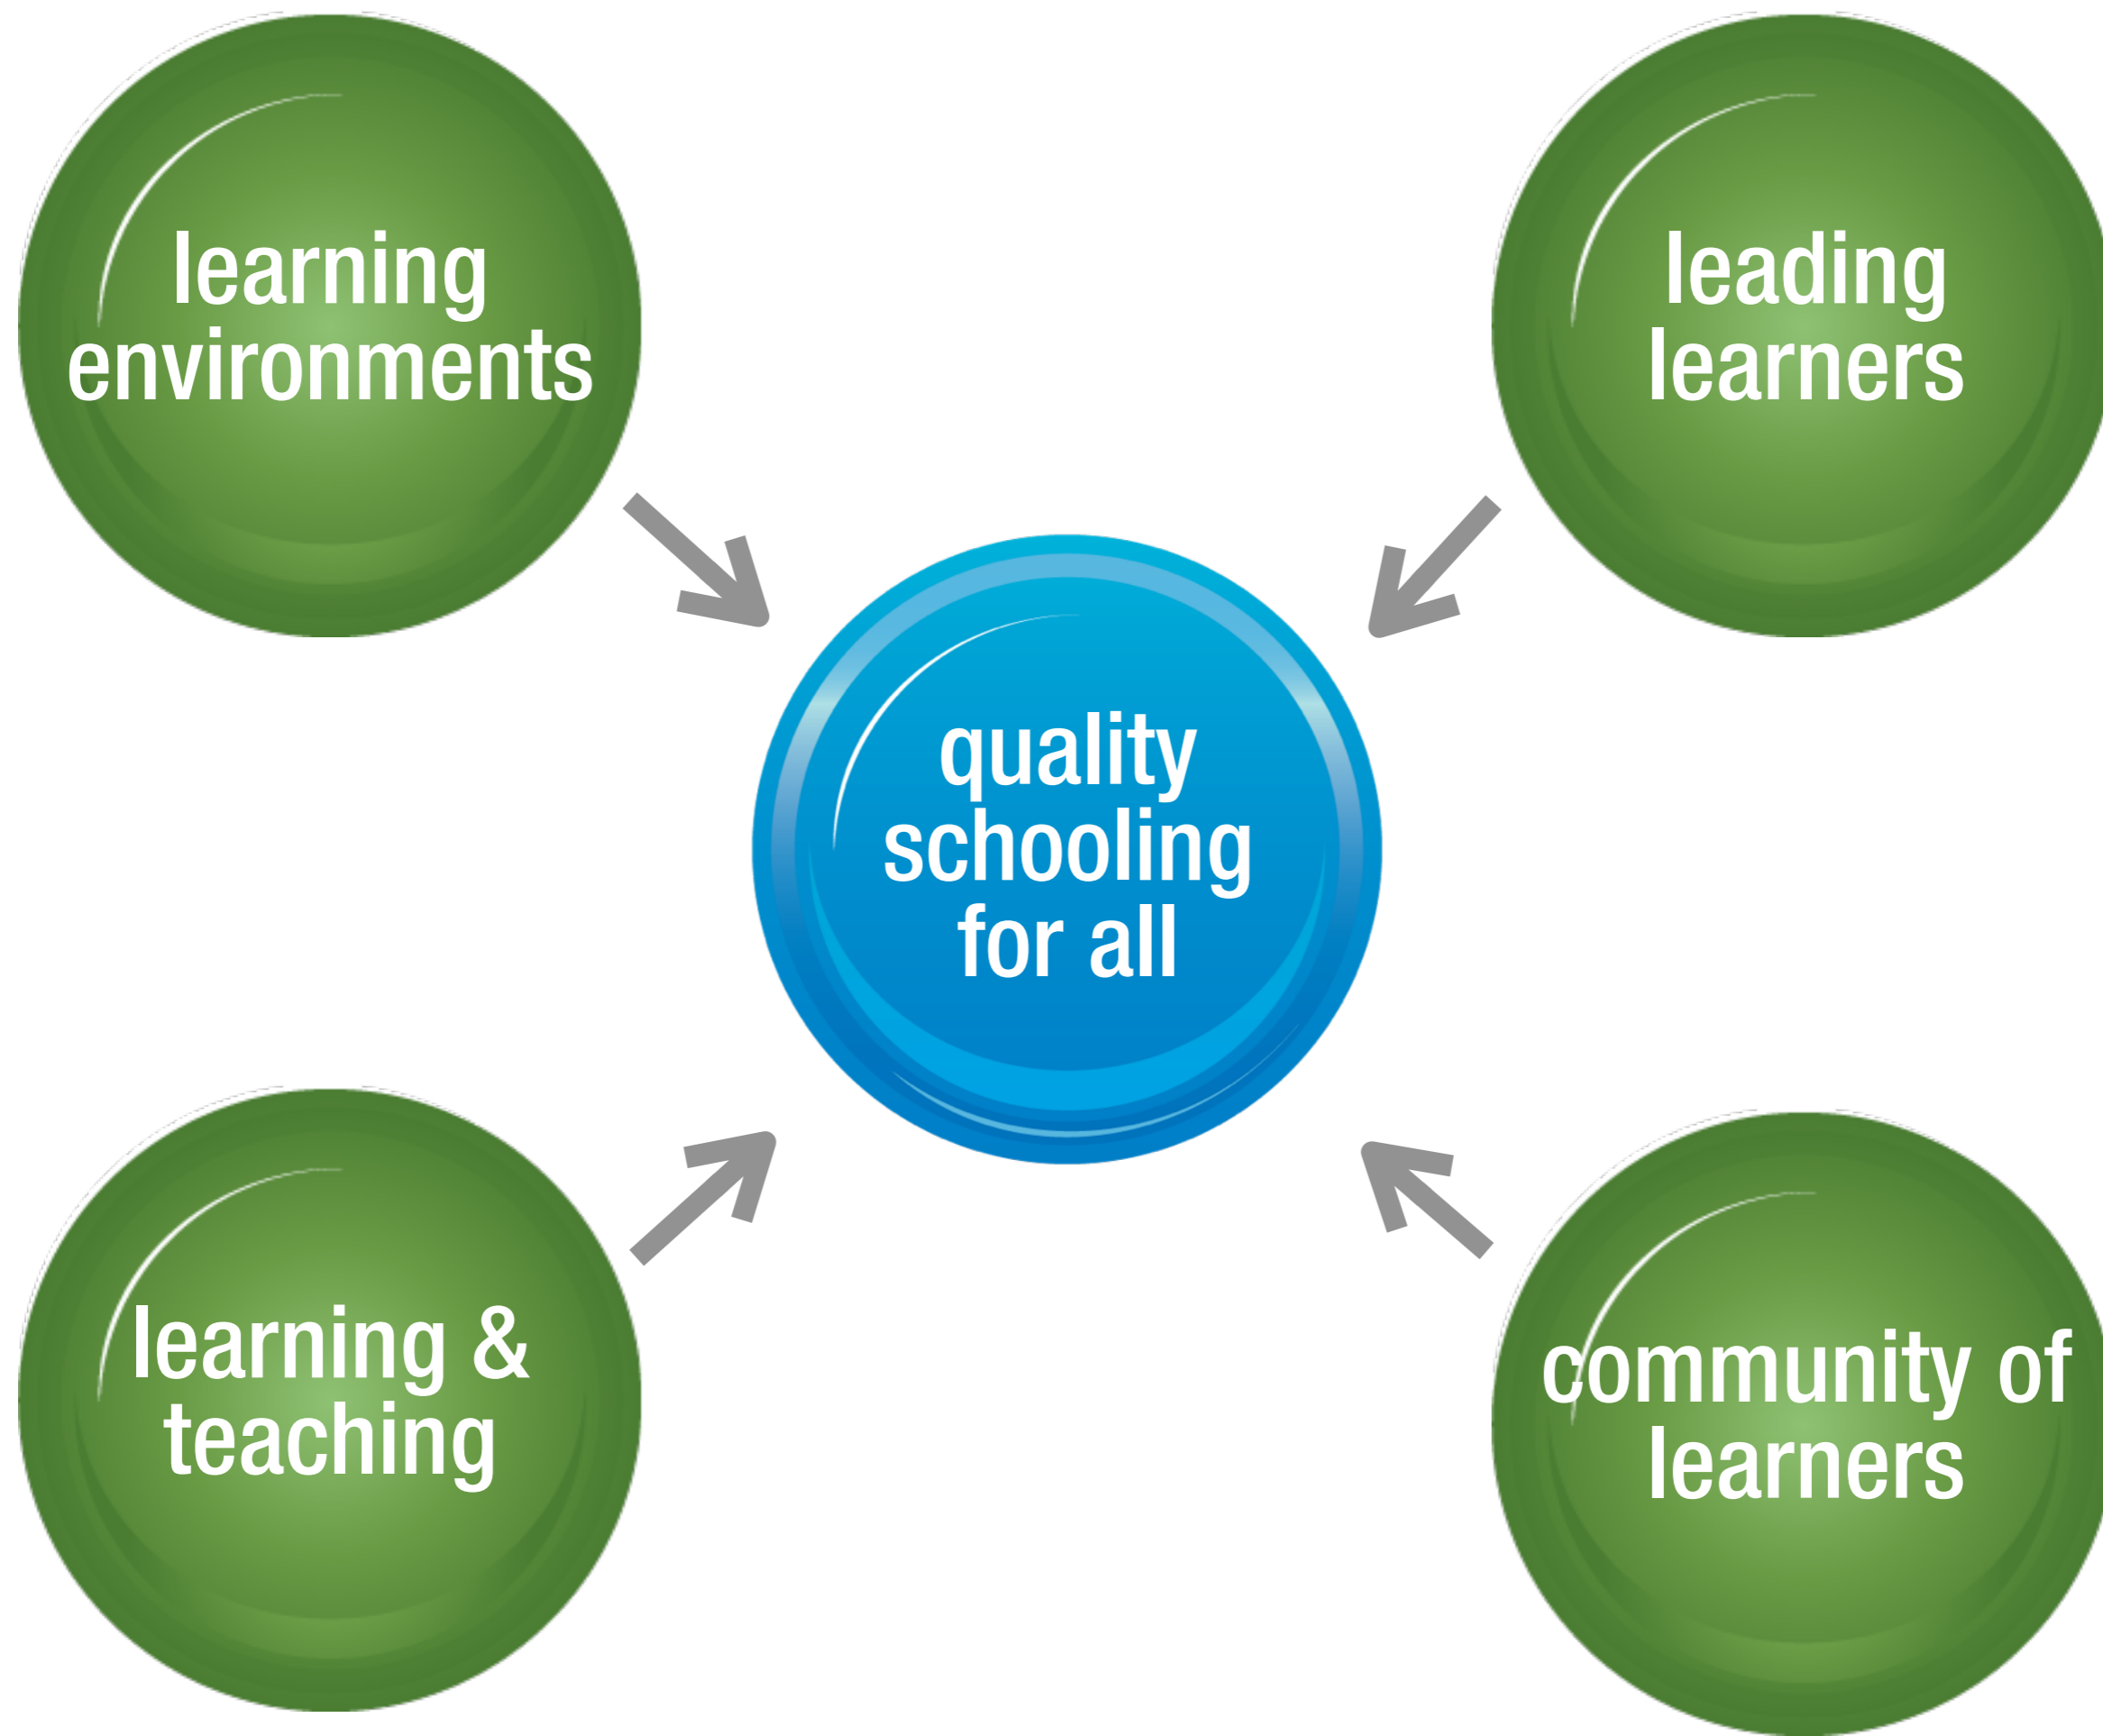 learning
environments
leading
learners
quality
schooling
for all
learning &
teaching
community of
learners